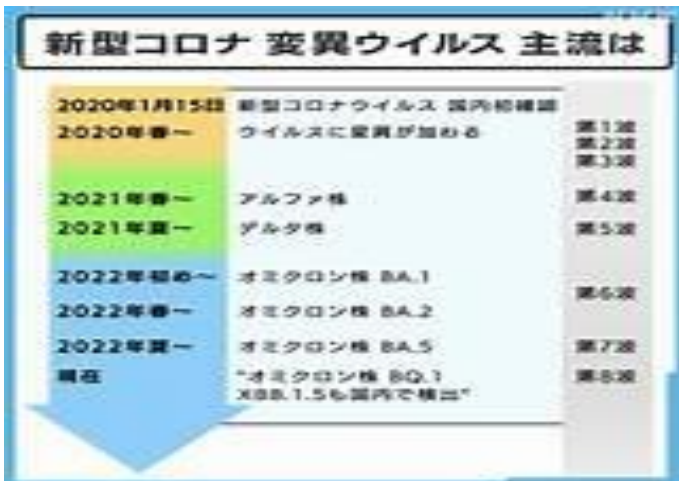 新型コロナ 変異ウイルス 主流は
2020年1月15日 新型コロナウイルス 国内初確認
2020年春～ ウイルスに変異が加わる 第1波
第2波
第3波
2021年春～ アルファ株 第4波
2021年夏～ デルタ株 第5波
2022年初め～ オミクロン株 BA.1
第6波
2022年春～ オミクロン株 BA.2
2022年夏～ オミクロン株 BA.5 第7波
現在 "オミクロン株 BQ.1 第8波
XBB.1.5も国内で検出"